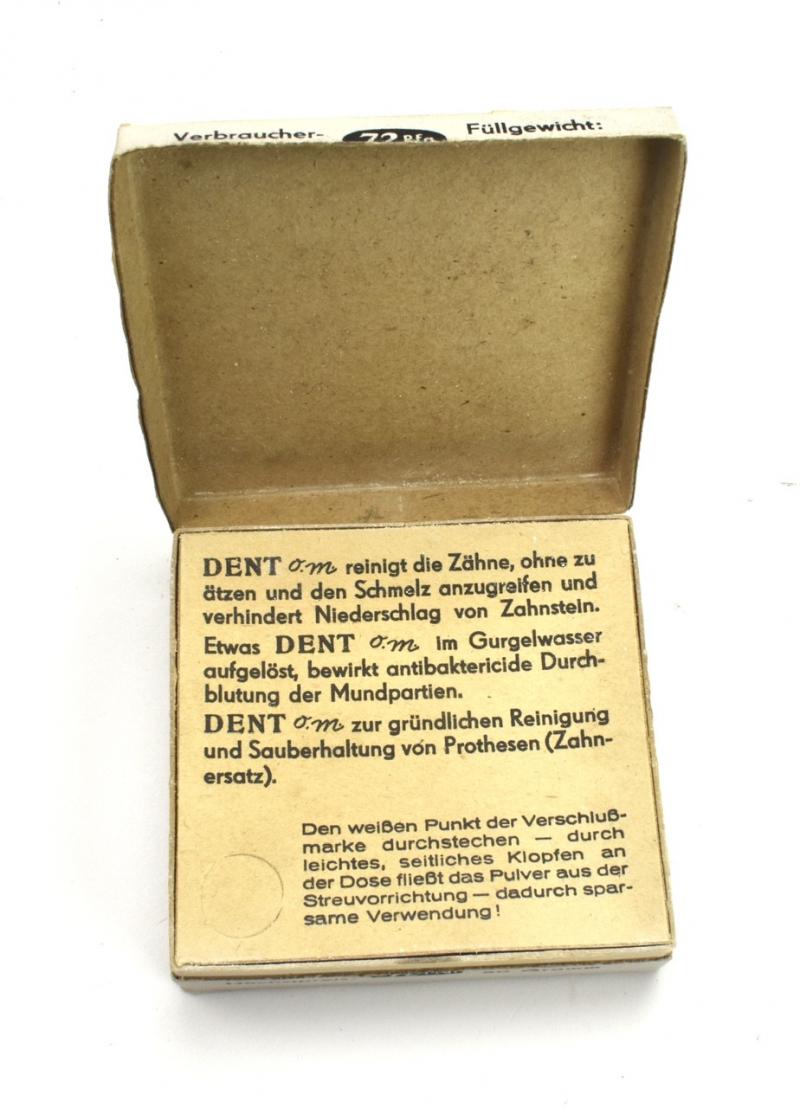 Verbraucher- 72 Pfg Füllgewicht:
DENT o.m. reinigt die Zähne, ohne zu
ätzen und den Schmelz anzugreifen und
verhindert Niederschlag von Zahnstein.
Etwas DENT o.m. im Gurgelwasser
aufgelöst, bewirkt antibaktericide Durch-
blutung der Mundpartien.
DENT o.m. zur gründlichen Reinigung
und Sauberhaltung von Prothesen (Zahn-
ersatz).
Den weißen Punkt der Verschluß-
marke durchstechen — durch
leichtes, seitliches Klopfen an
der Dose fließt das Pulver aus der
Streuvorrichtung — dadurch spar-
same Verwendung!